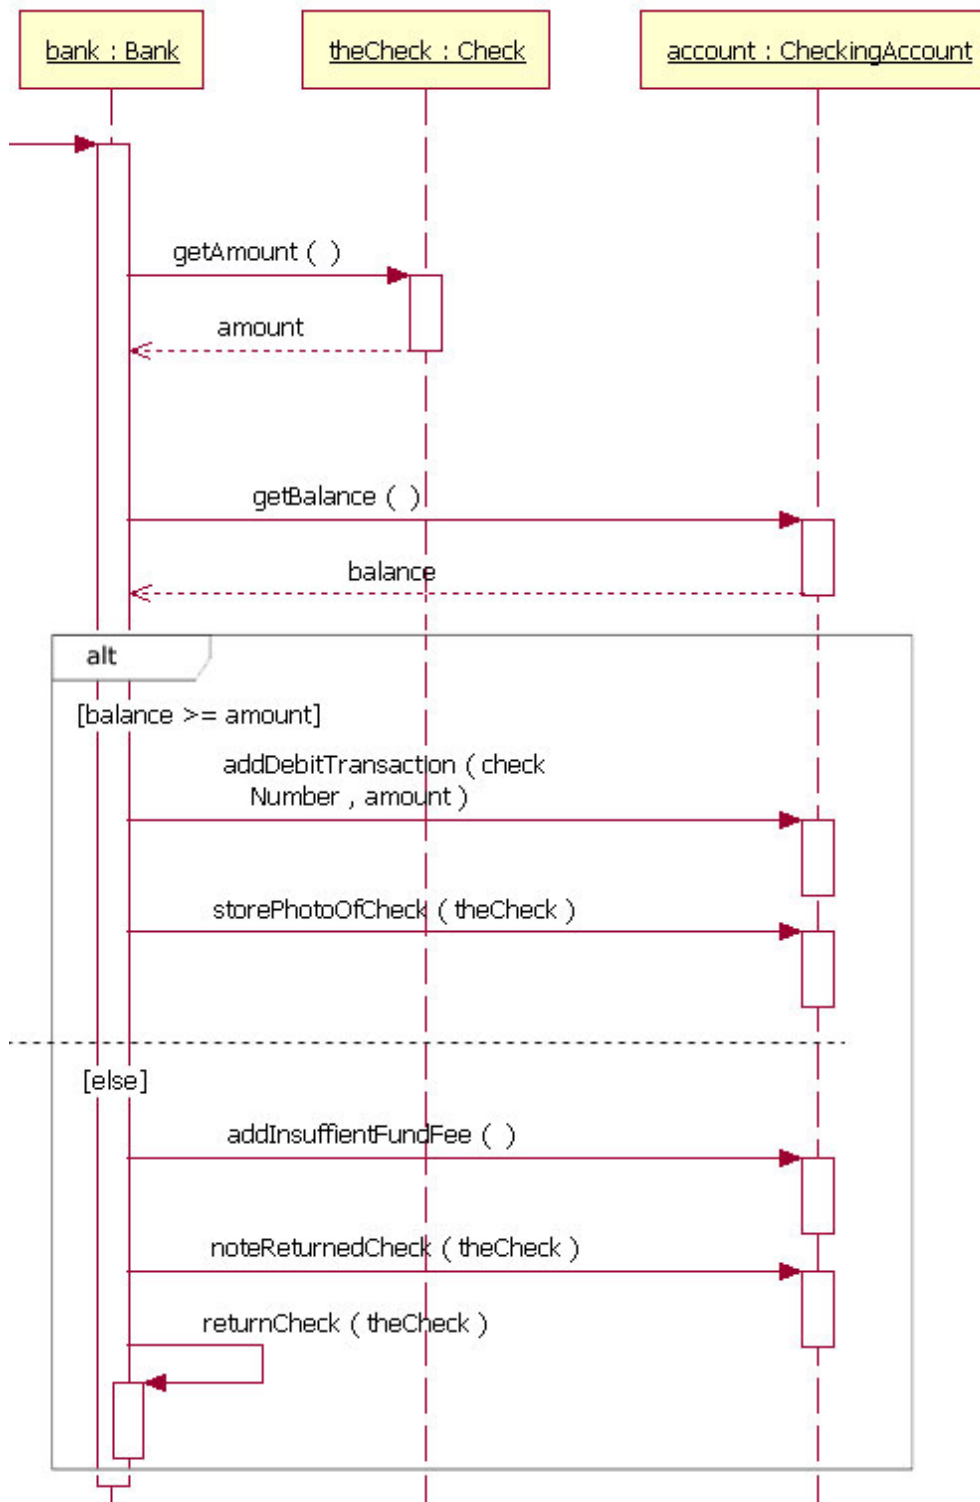 bank : Bank
theCheck : Check
account : CheckingAccount
getAmount ( )
amount
getBalance ( )
balance
alt
[balance >= amount]
addDebitTransaction ( check
Number , amount )
storePhotoOfCheck ( theCheck )
[else]
addInsuffientFundFee ( )
noteReturnedCheck ( theCheck )
returnCheck ( theCheck )